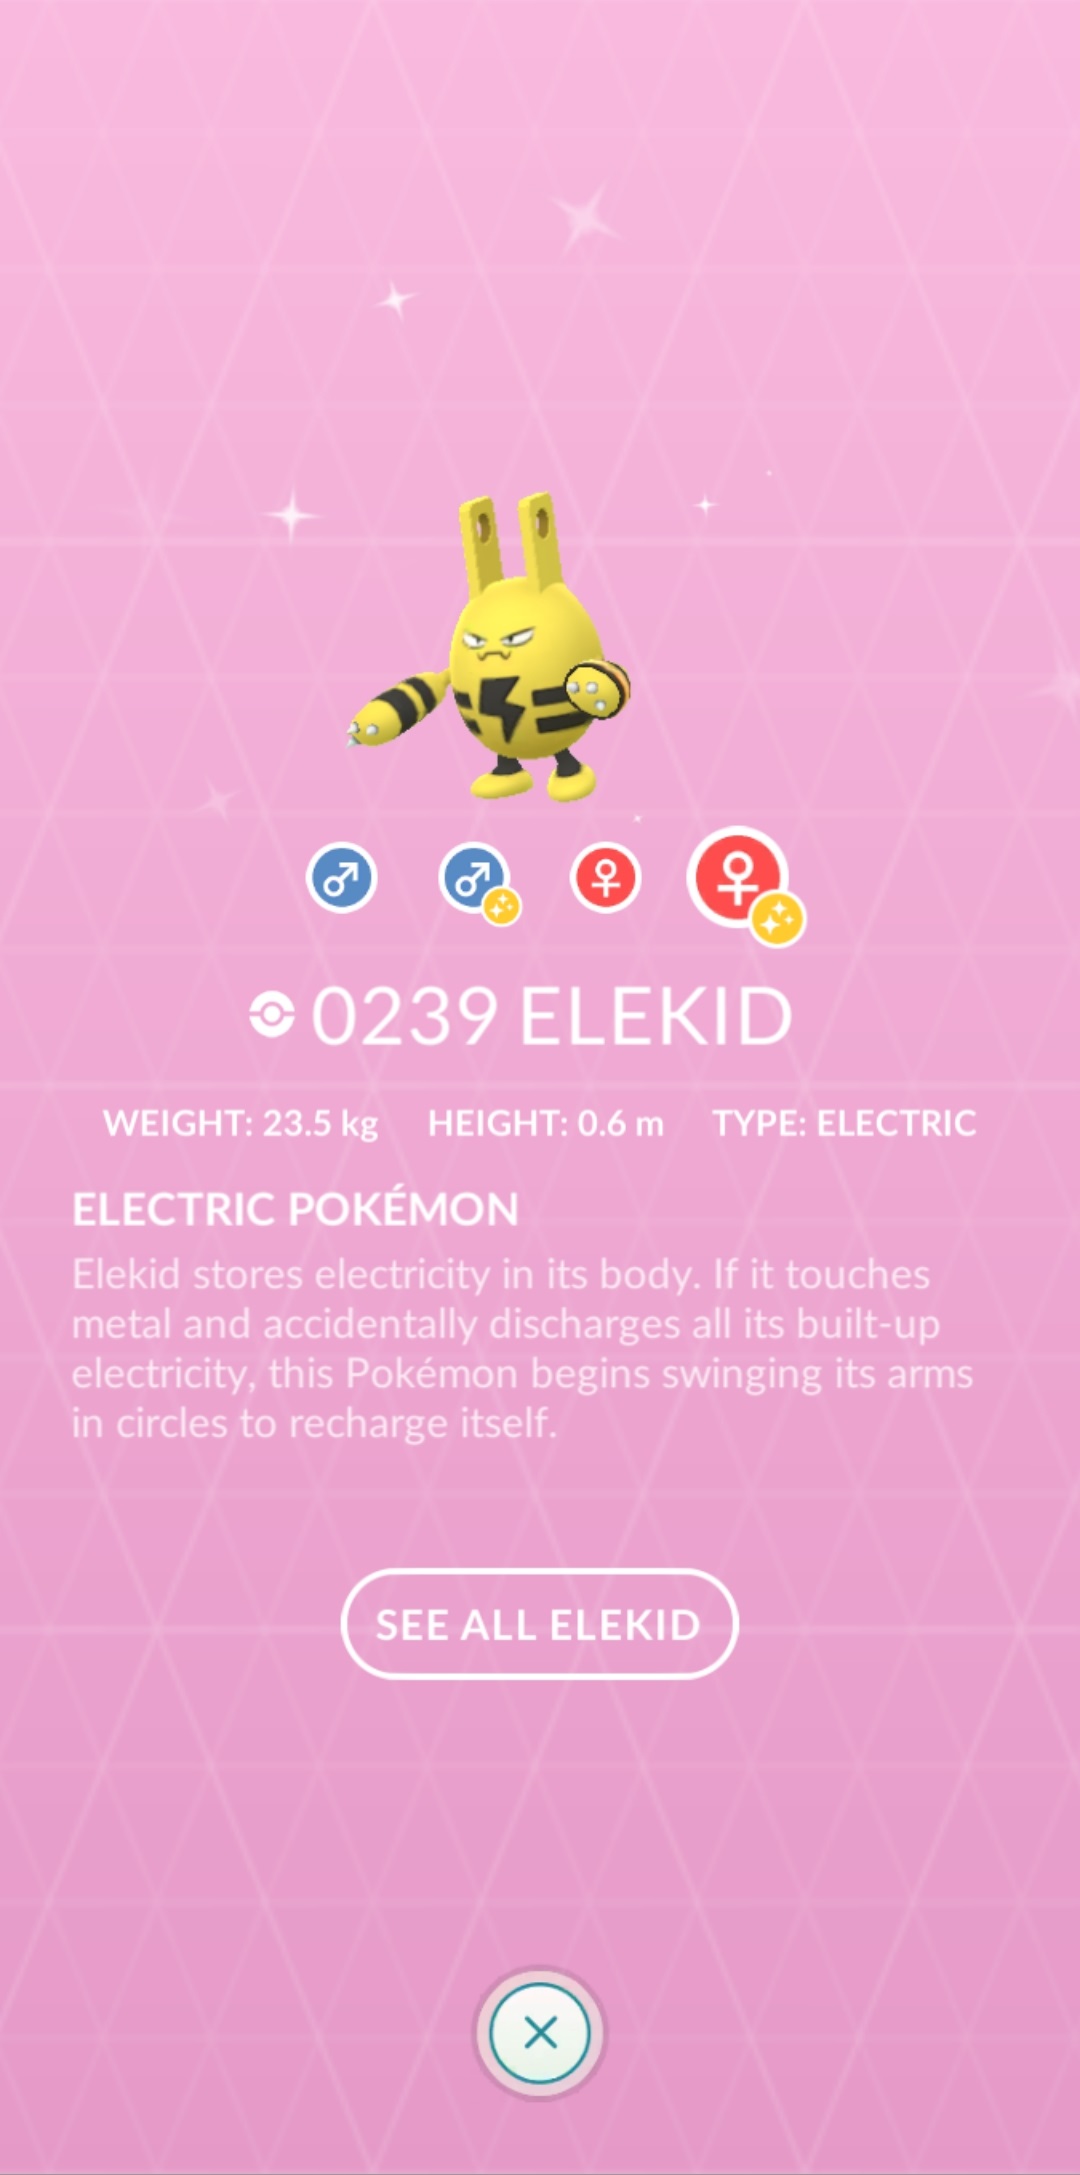 0239 ELEKID
WEIGHT: 23.5 kg HEIGHT: 0.6 m TYPE: ELECTRIC
ELECTRIC POKÉMON
Elekid stores electricity in its body. If it touches
metal and accidentally discharges all its built-up
electricity, this Pokémon begins swinging its arms
in circles to recharge itself.
SEE ALL ELEKID